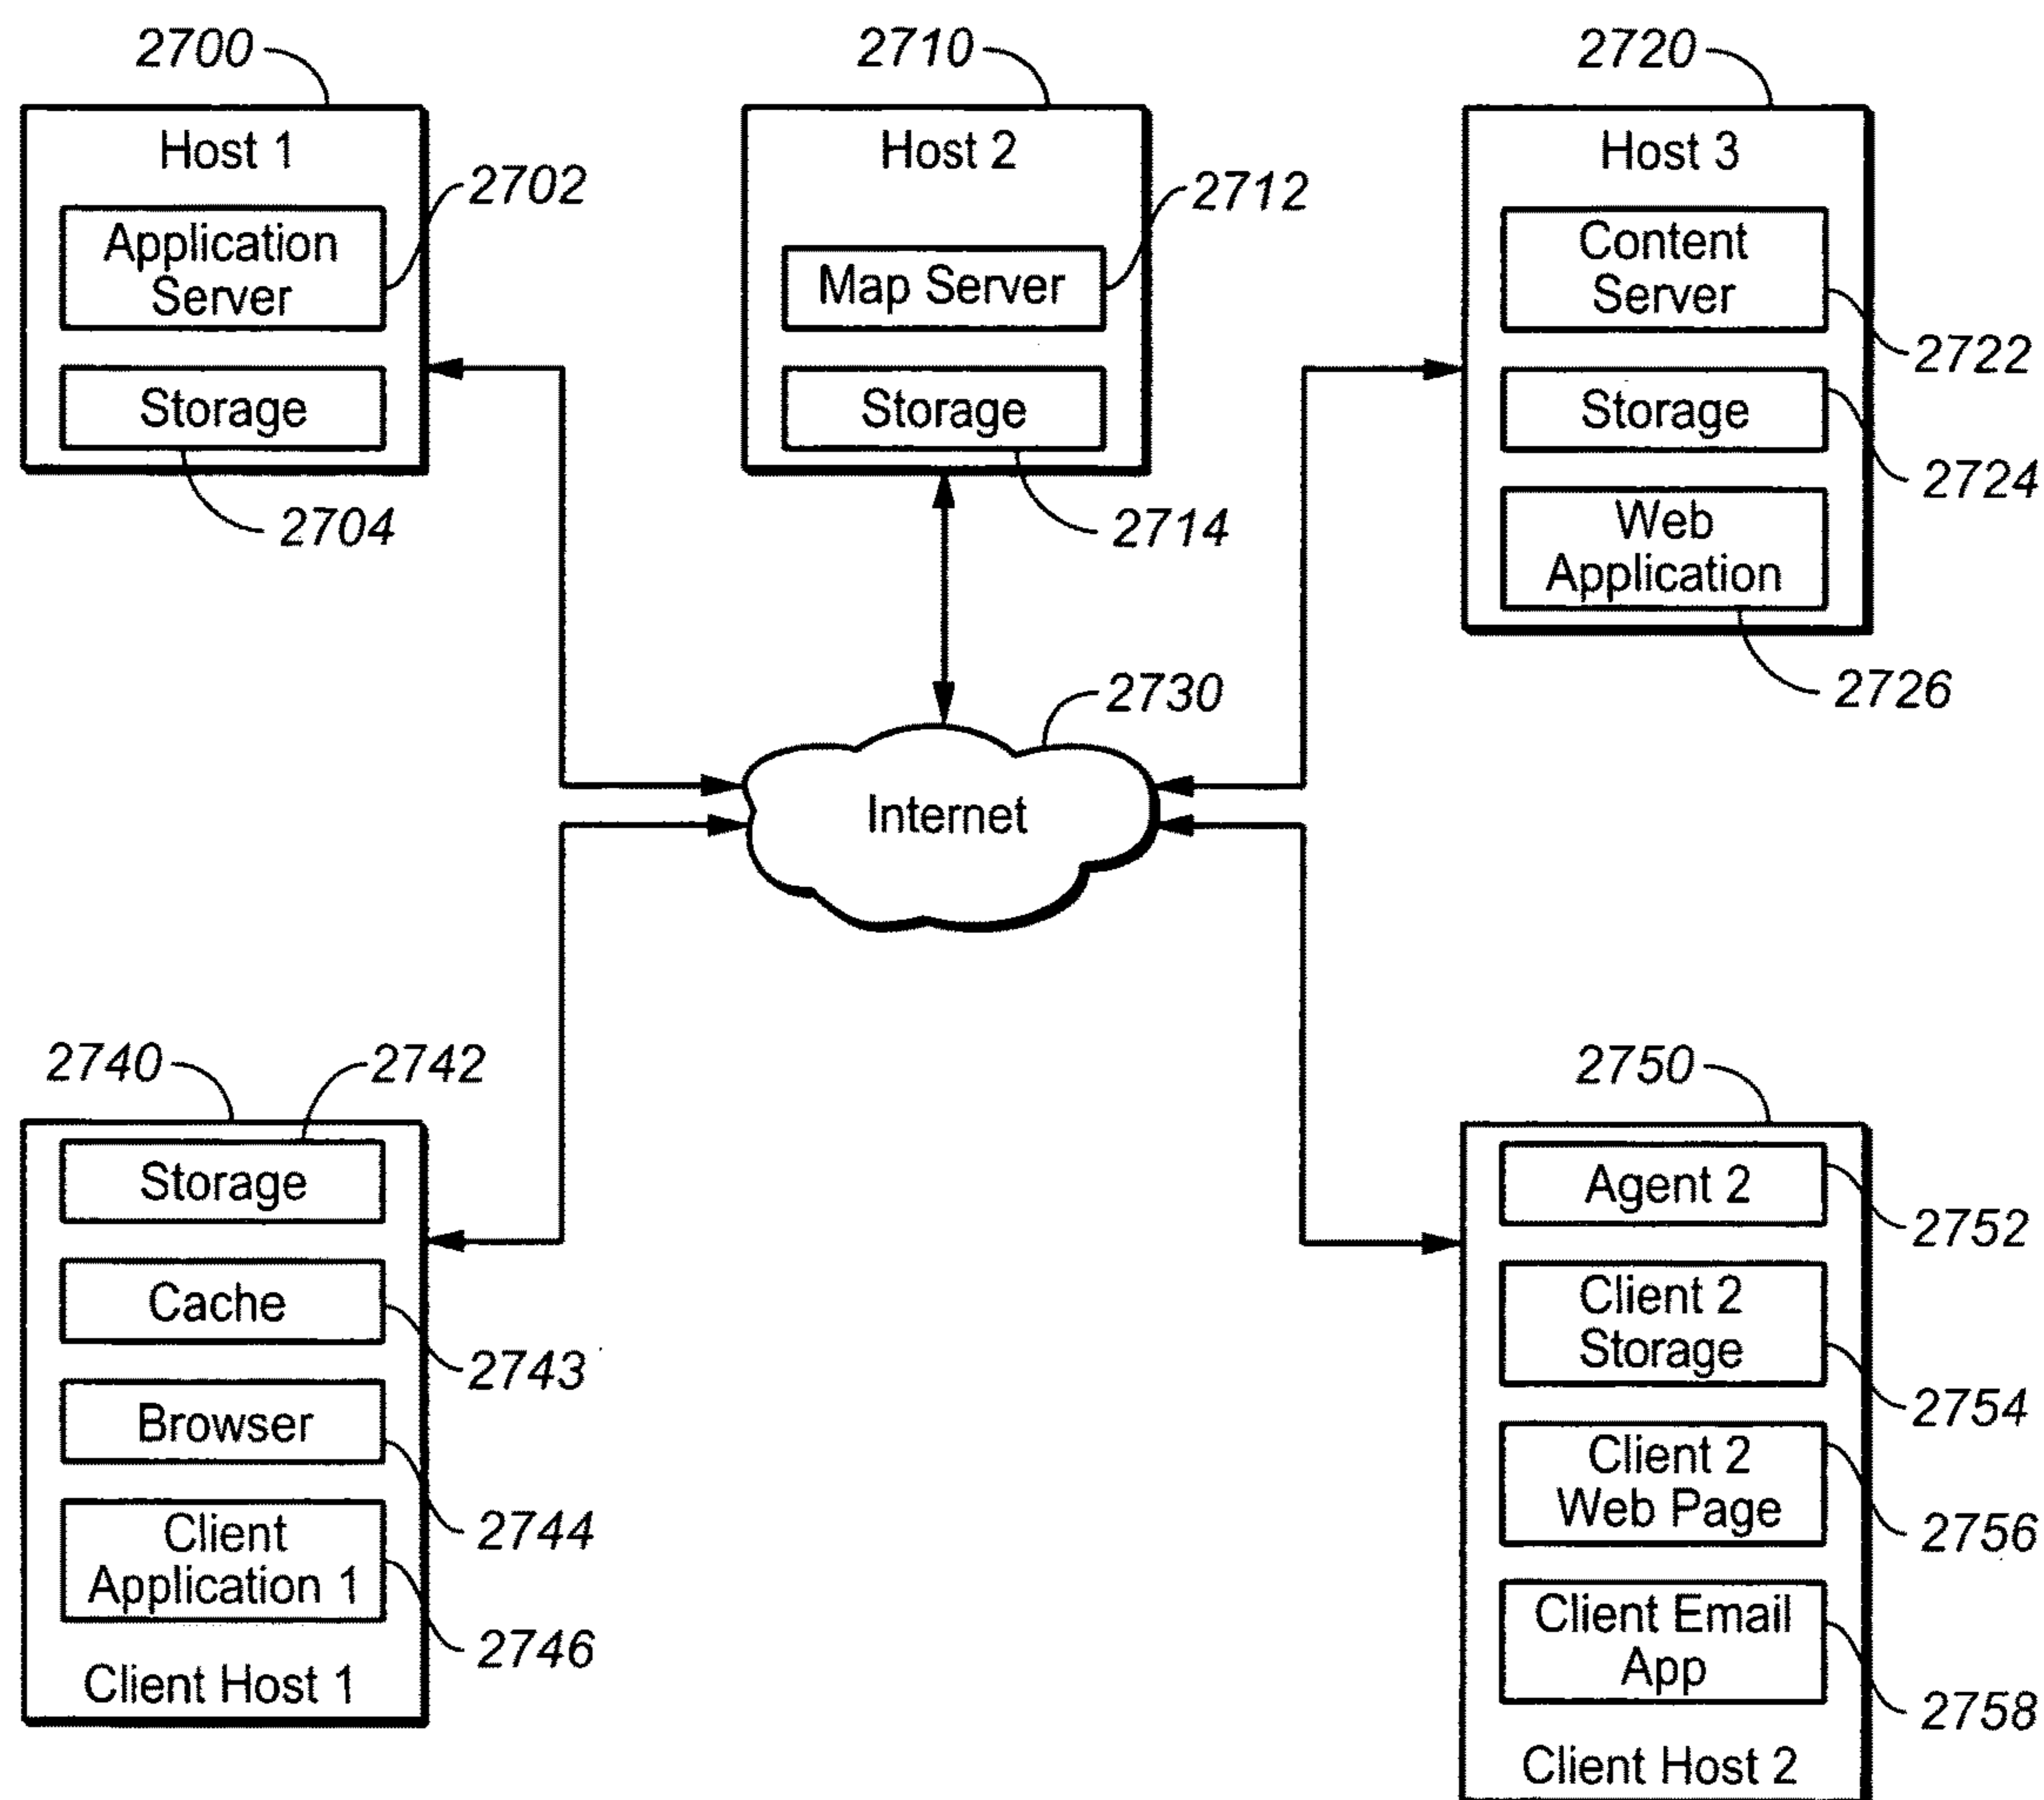 2700
Host 1
2702
Application
Server
Storage
2704
2710
Host 2
2712
Map Server
Storage
2714
2720
Host 3
Content
Server
2722
Storage
2724
Web
Application
2726
2730
Internet
2740
2742
Storage
Cache
2743
Browser
2744
Client
Application 1
2746
Client Host 1
2750
Agent 2
2752
Client 2
Storage
2754
Client 2
Web Page
2756
Client Email
App
2758
Client Host 2